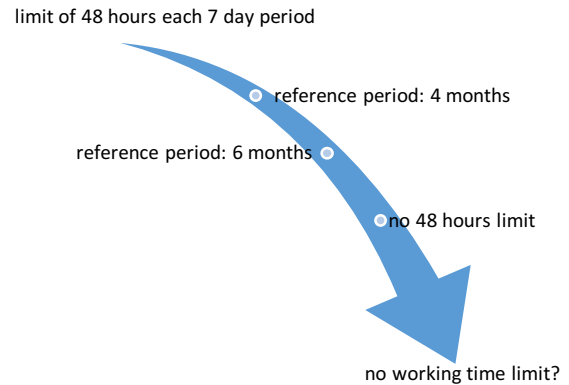 limit of 48 hours each 7 day period
reference period: 4 months
reference period: 6 months
no 48 hours limit
no working time limit?